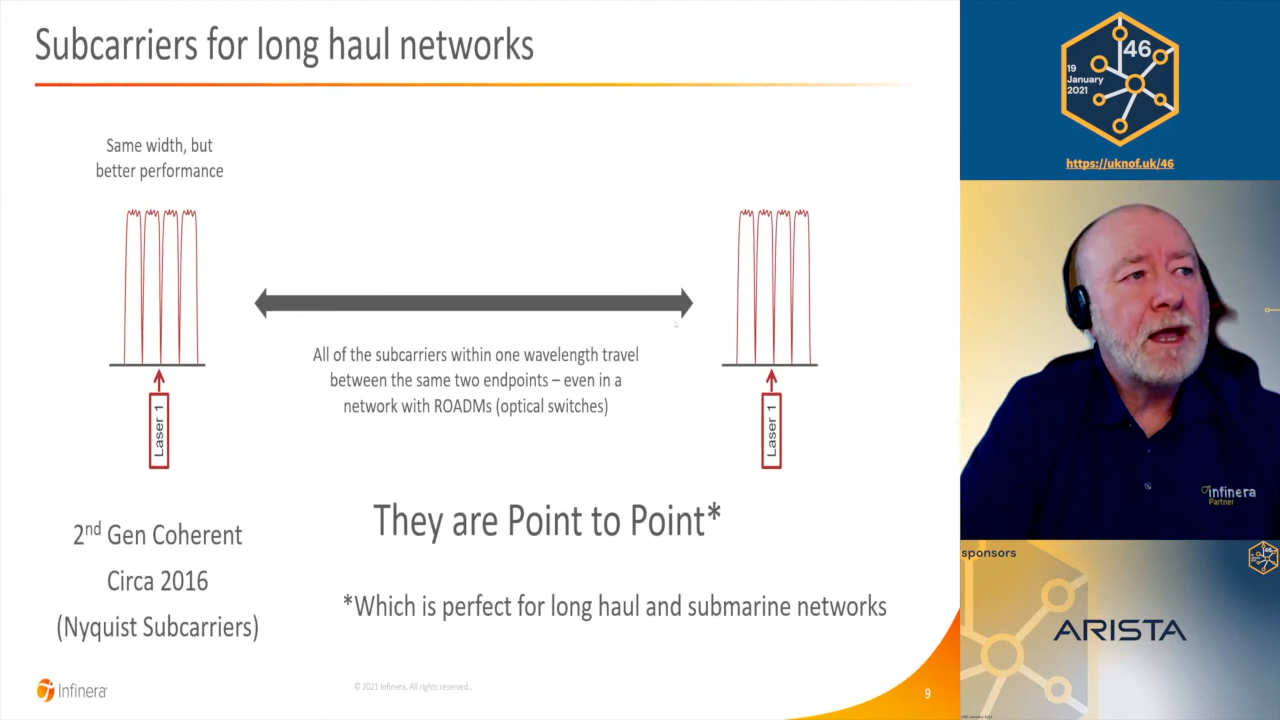 Subcarriers for long haul networks
Same width, but
better performance
Laser 1
Laser 1
All of the subcarriers within one wavelength travel
between the same two endpoints – even in a
network with ROADMs (optical switches)
They are Point to Point*
*Which is perfect for long haul and submarine networks
2nd Gen Coherent
Circa 2016
(Nyquist Subcarriers)
Infinera
© 2021 Infinera. All rights reserved.
9
46
19
January
2021
https://uknof.uk/46
infinera
Partner
sponsors
46
ARISTA